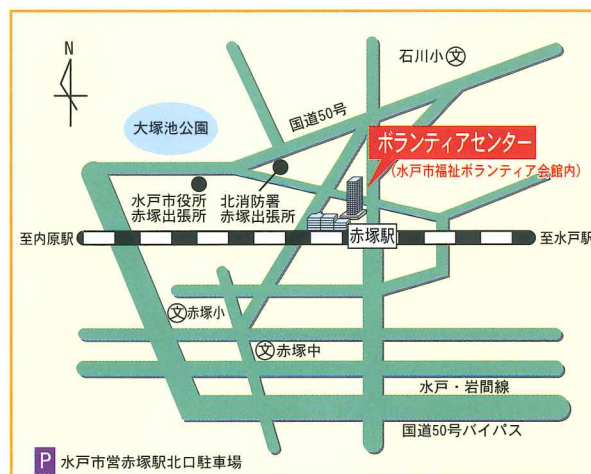 N
石川小文
国道50号
大塚池公園
ボランティアセンター
(水戸市福祉ボランティア会館内)
水戸市役所
赤塚出張所
北消防署
赤塚出張所
至内原駅
赤塚駅
至水戸駅
文赤塚小
文赤塚中
水戸・岩間線
国道50号バイパス
P 水戸市営赤塚駅北口駐車場